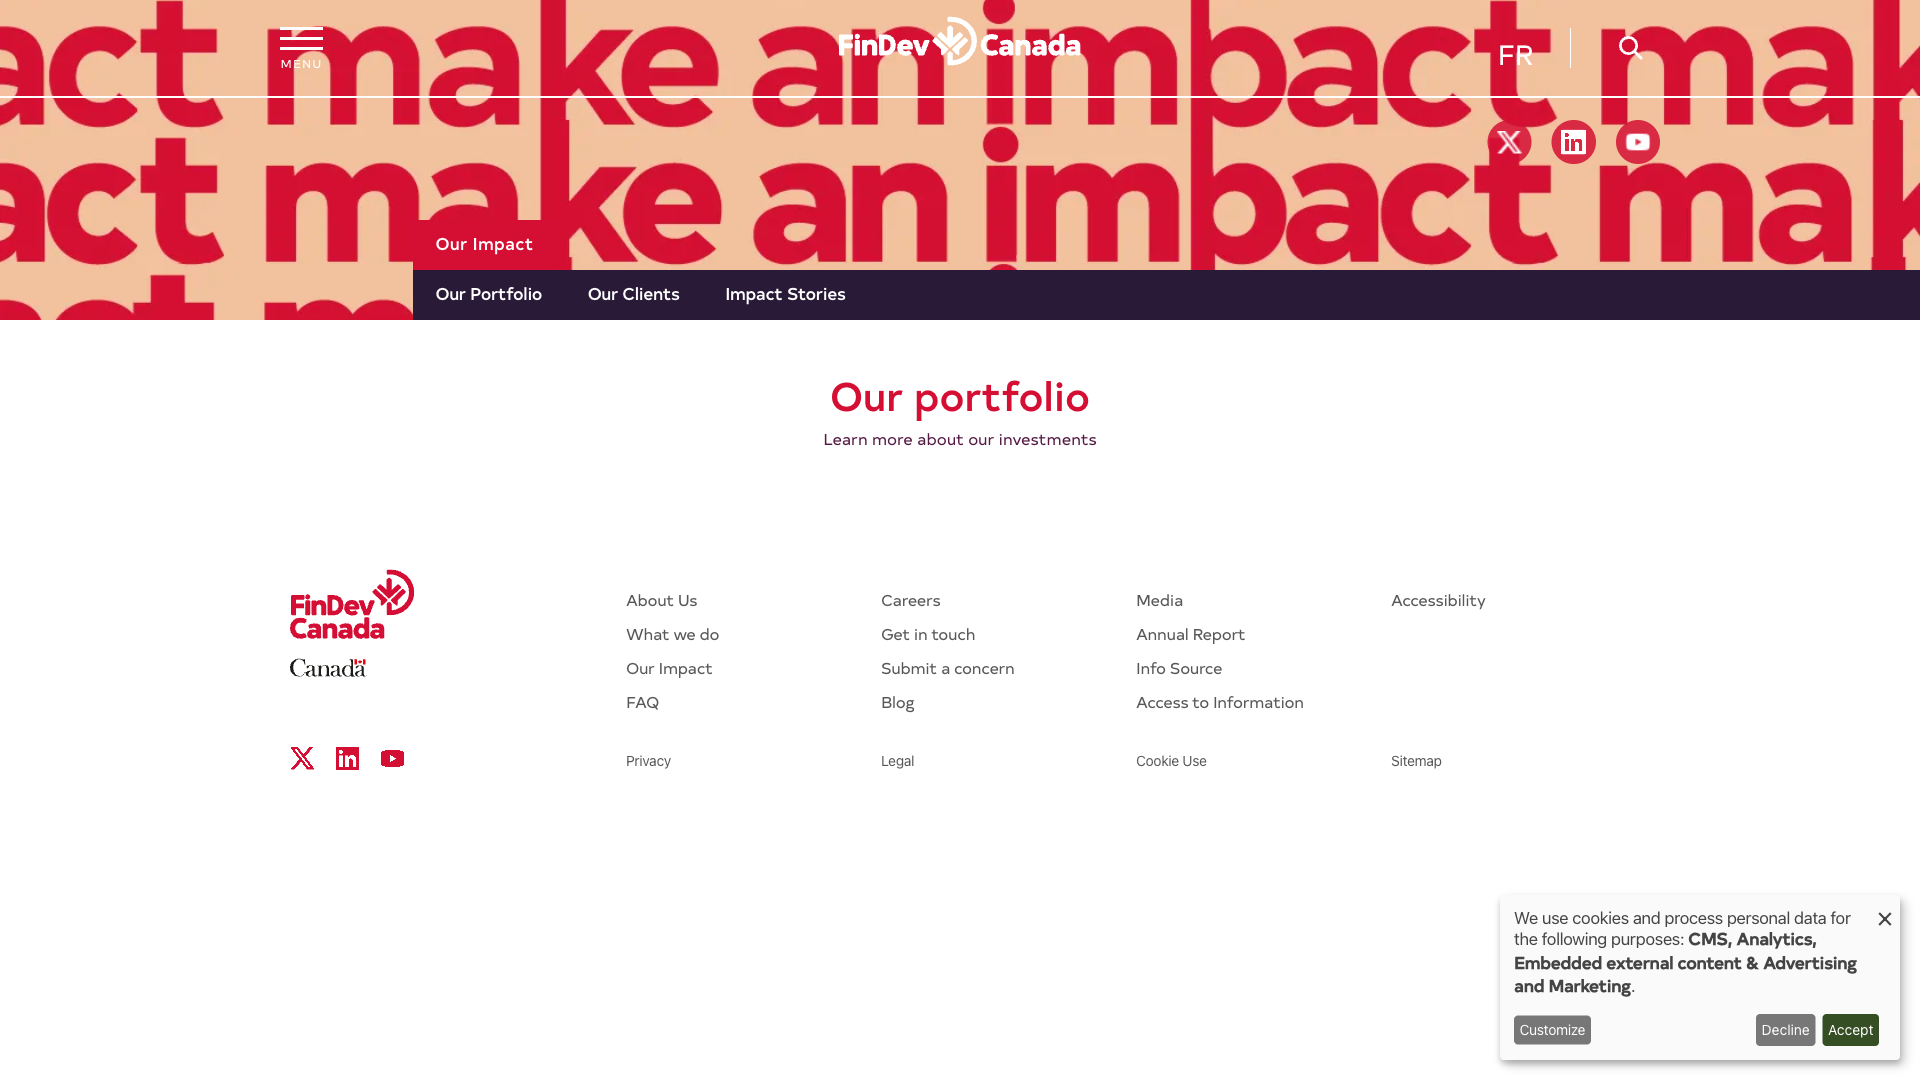 act make an impact mak
MENU
FinDev Canada
FR
act make an impact mak
Our Impact
Our Portfolio
Our Clients
Impact Stories
Our portfolio
Learn more about our investments
FinDev
Canada
Canada
About Us
What we do
Our Impact
FAQ
Careers
Get in touch
Submit a concern
Blog
Media
Annual Report
Info Source
Access to Information
Accessibility
Privacy
Legal
Cookie Use
Sitemap
We use cookies and process personal data for
the following purposes: CMS, Analytics,
Embedded external content & Advertising
and Marketing.
Customize
Decline
Accept